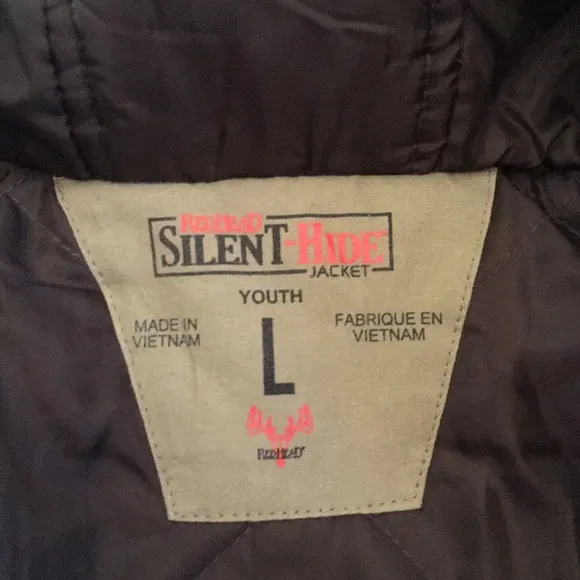 REDHEAD
SILENT-HIDE
JACKET
YOUTH
MADE IN
VIETNAM
L
FABRIQUE EN
VIETNAM
REDHEAD